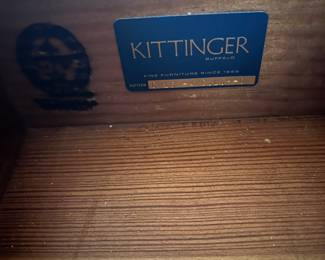 KITTINGER
BUFFALO
FINE FURNITURE SINCE 1866